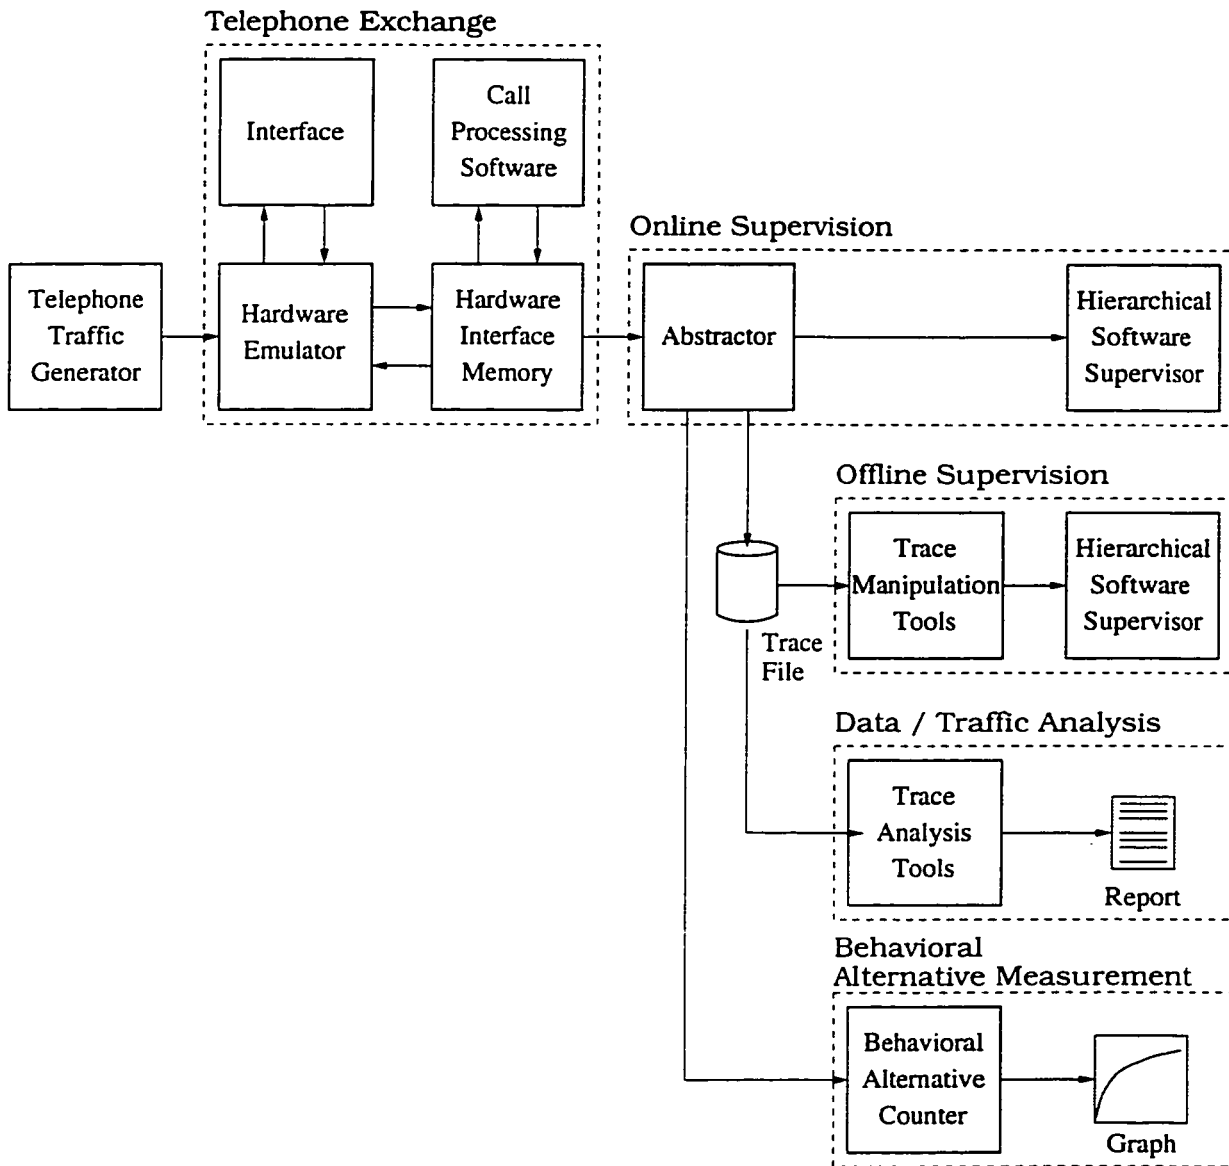 Telephone Exchange
Interface
Call
Processing
Software
Online Supervision
Telephone
Traffic
Generator
Hardware
Emulator
Hardware
Interface
Memory
Abstractor
Hierarchical
Software
Supervisor
Offline Supervision
Trace
File
Trace
Manipulation
Tools
Hierarchical
Software
Supervisor
Data / Traffic Analysis
Trace
Analysis
Tools
Report
Behavioral
Alternative Measurement
Behavioral
Alternative
Counter
Graph